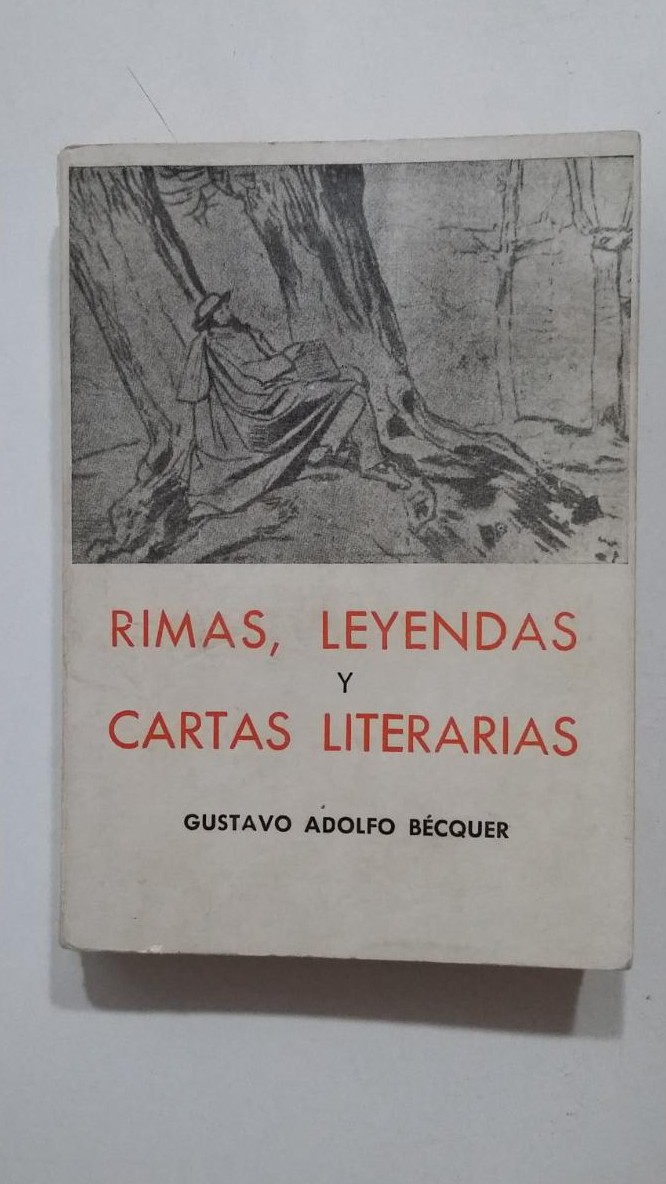 RIMAS, LEYENDAS
Y
CARTAS LITERARIAS
GUSTAVO ADOLFO BÉCQUER